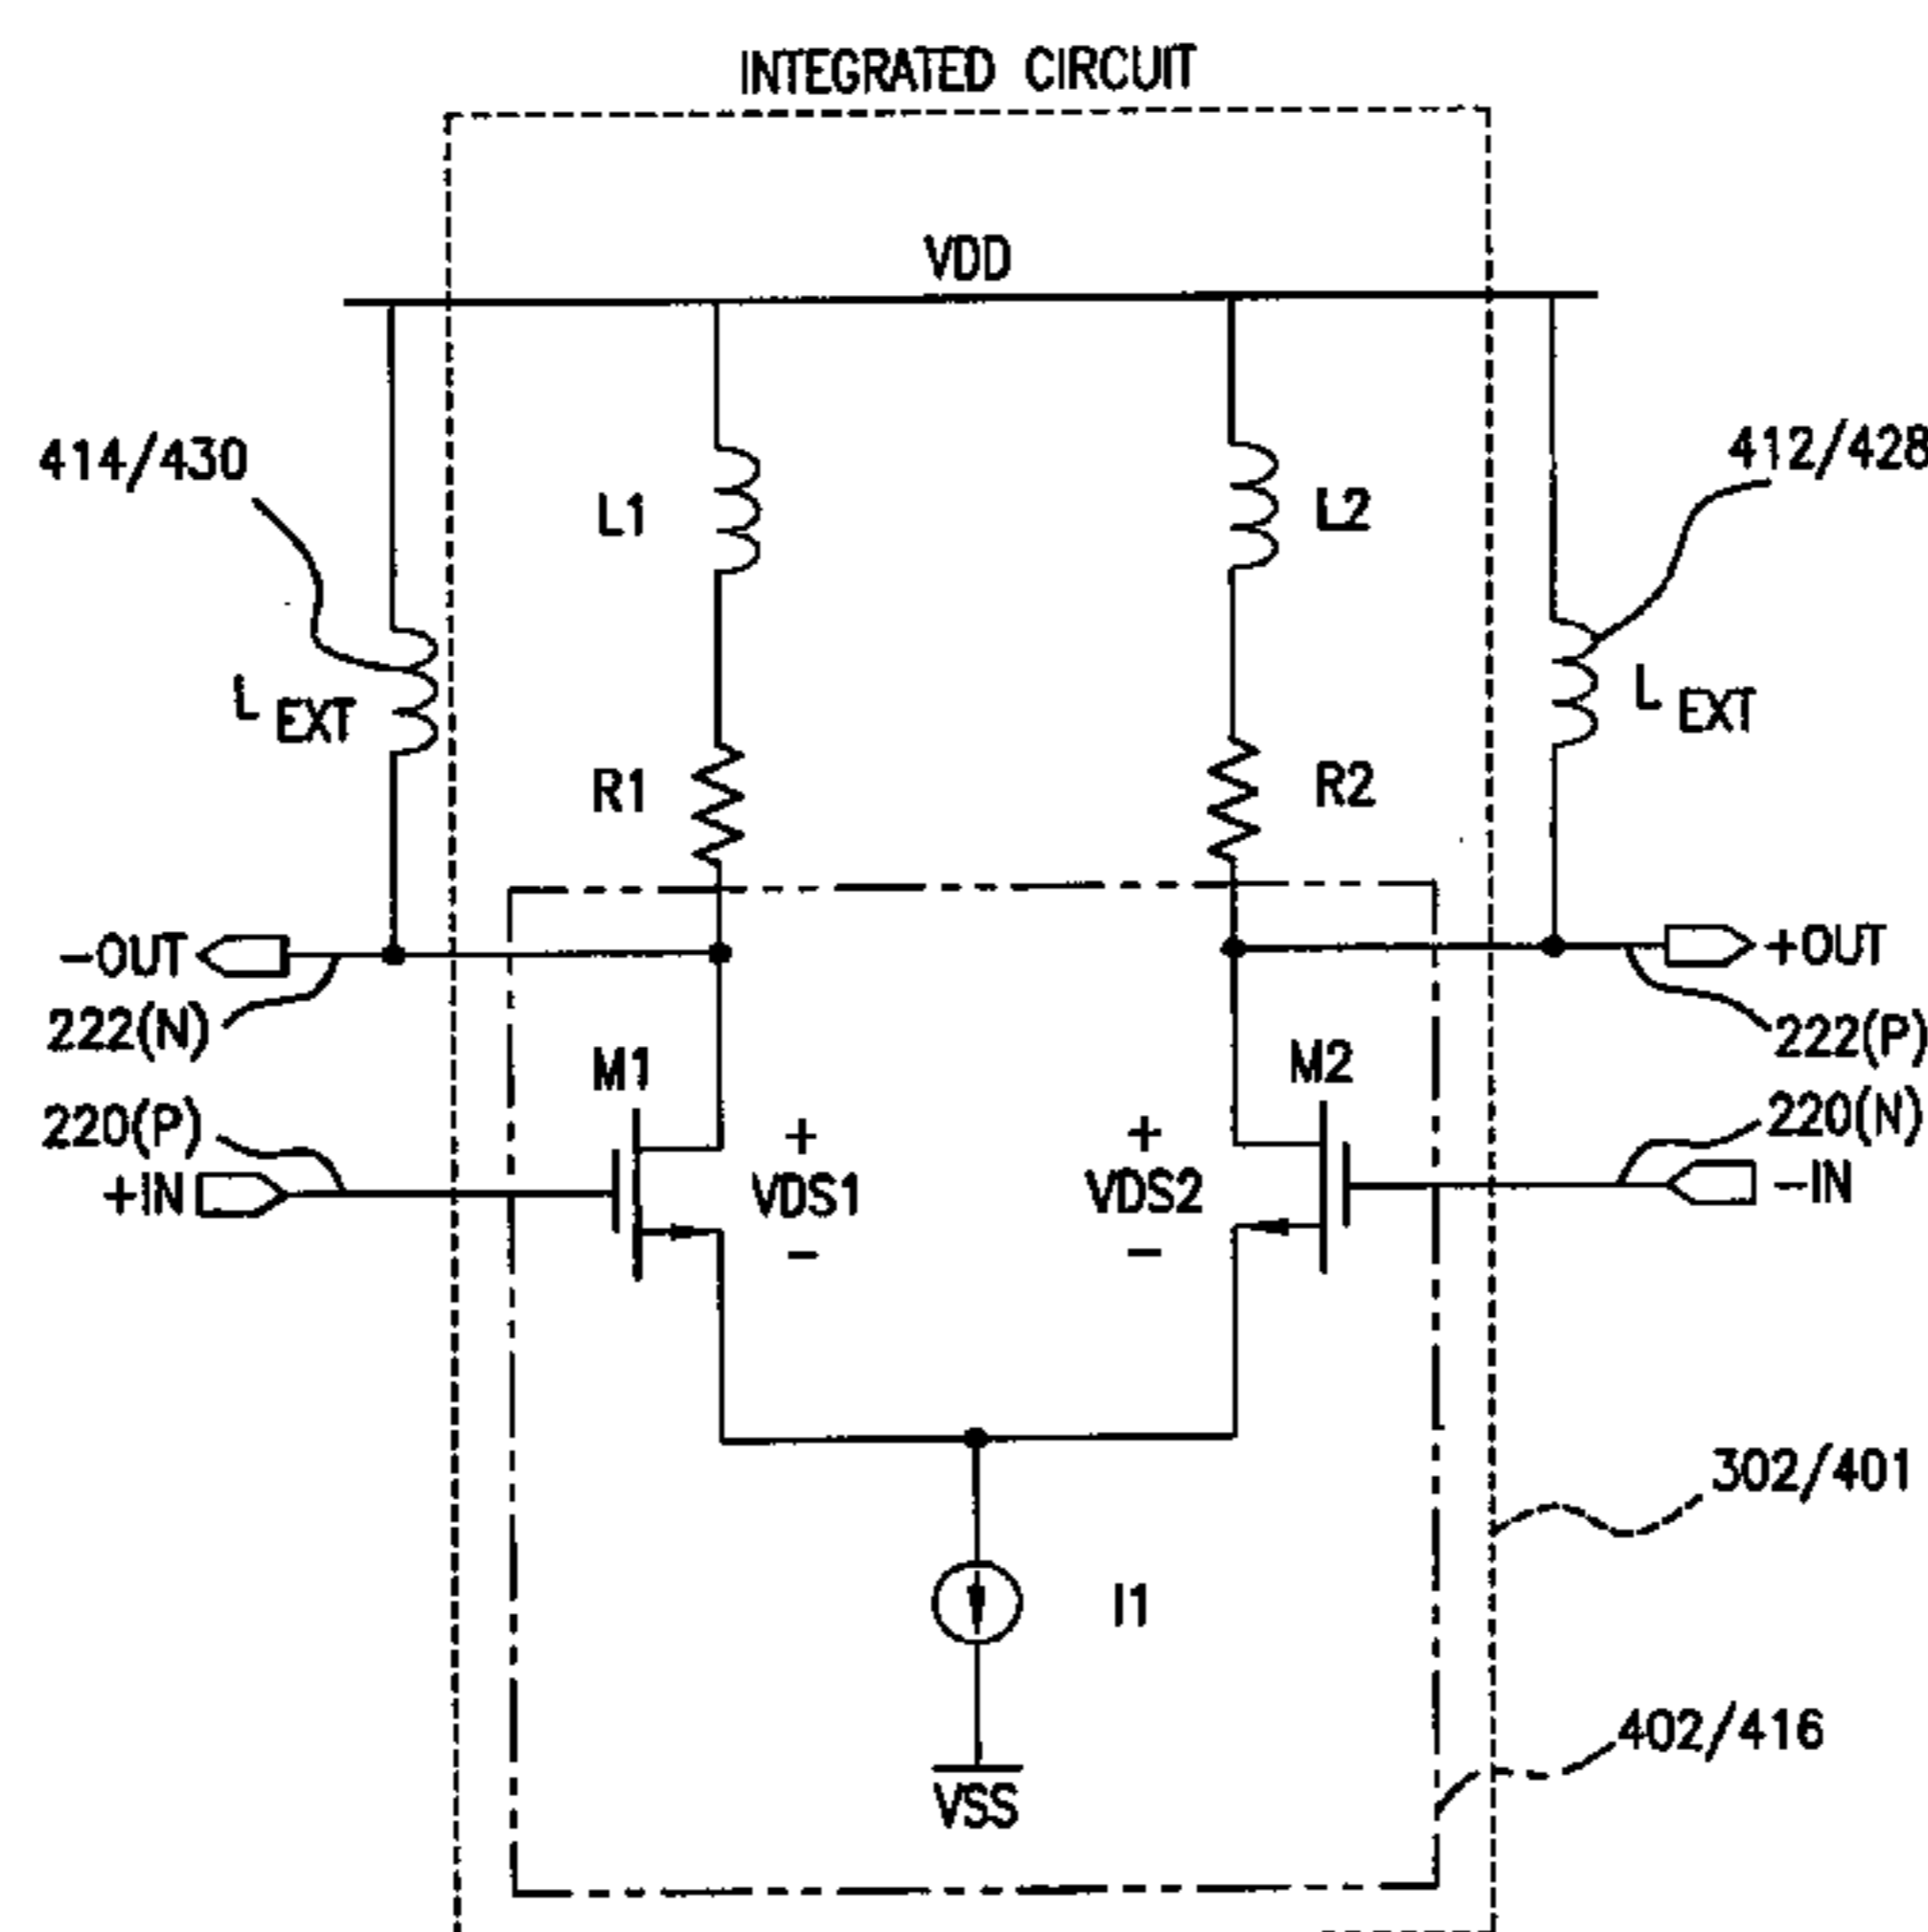 INTEGRATED CIRCUIT
VDD
414/430
412/428
L1
L2
L EXT
L EXT
R1
R2
-OUT
+OUT
222(N)
222(P)
M1
M2
220(P)
220(N)
+IN
-IN
+
VDS1
-
+
VDS2
-
302/401
I1
402/416
VSS